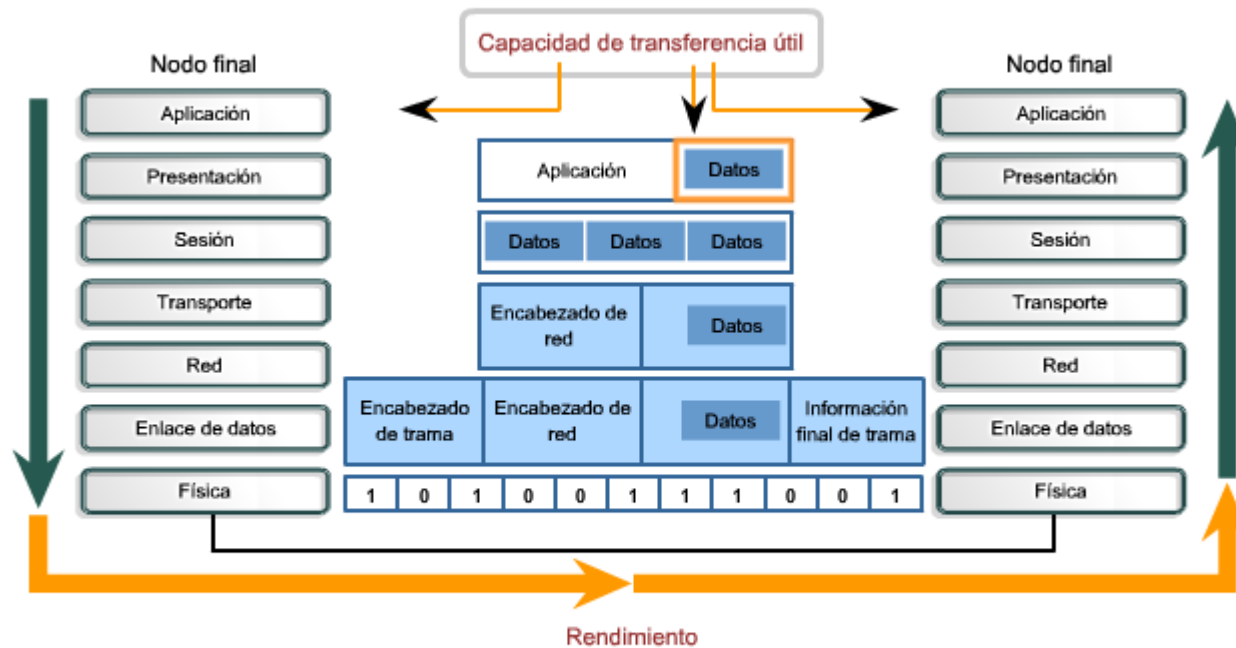 Capacidad de transferencia útil
Nodo final
Nodo final
Aplicación
Presentación
Sesión
Transporte
Red
Enlace de datos
Física
Aplicación
Datos
Datos
Datos
Datos
Encabezado de
red
Datos
Encabezado
de trama
Encabezado de
red
Datos
Información
final de trama
1 0 1 0 0 1 1 1 0 0 1
Aplicación
Presentación
Sesión
Transporte
Red
Enlace de datos
Física
Rendimiento